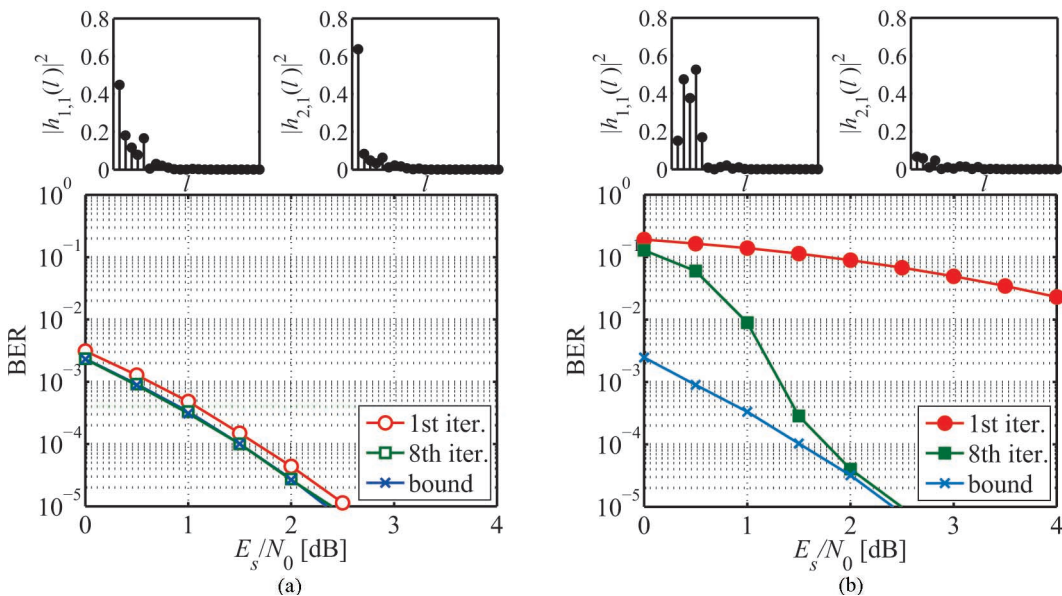 |h1,1(l)|²
0.8
0.6
0.4
0.2
0
l
|h2,1(l)|²
0.8
0.6
0.4
0.2
0
l
BER
10⁰
10⁻¹
10⁻²
10⁻³
10⁻⁴
10⁻⁵
1st iter.
8th iter.
bound
0 1 2 3 4
Es/N0 [dB]
(a)
|h1,1(l)|²
0.8
0.6
0.4
0.2
0
l
|h2,1(l)|²
0.8
0.6
0.4
0.2
0
l
BER
10⁰
10⁻¹
10⁻²
10⁻³
10⁻⁴
10⁻⁵
1st iter.
8th iter.
bound
0 1 2 3 4
Es/N0 [dB]
(b)